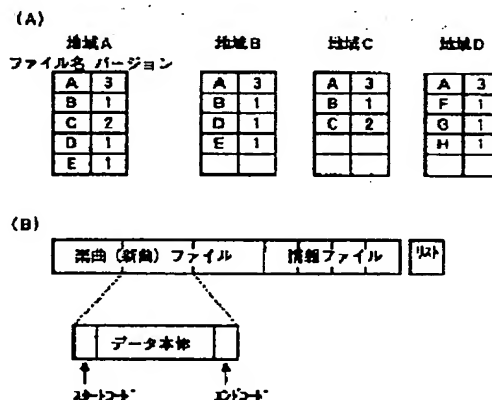 (A)
地域A 地域B 地域C 地域D
ファイル名 バージョン
A 3 A 3 A 3 A 3
B 1 B 1 B 1 F 1
C 2 D 1 C 2 G 1
D 1 E 1 H 1
E 1
(B)
楽曲(新曲)ファイル 情報ファイル リスト
データ本体
スタートコード エンドコード